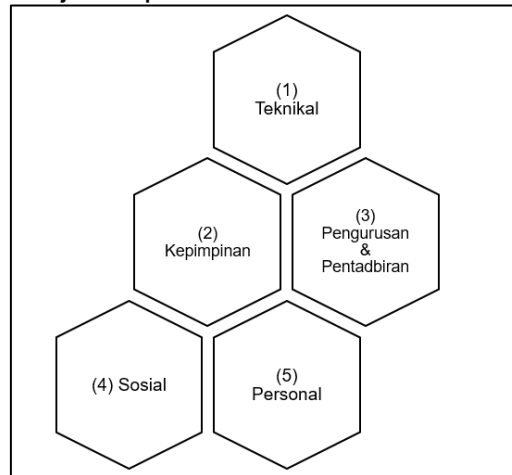 (1)
Teknikal
(2)
Kepimpinan
(3)
Pengurusan
&
Pentadbiran
(4) Sosial
(5)
Personal